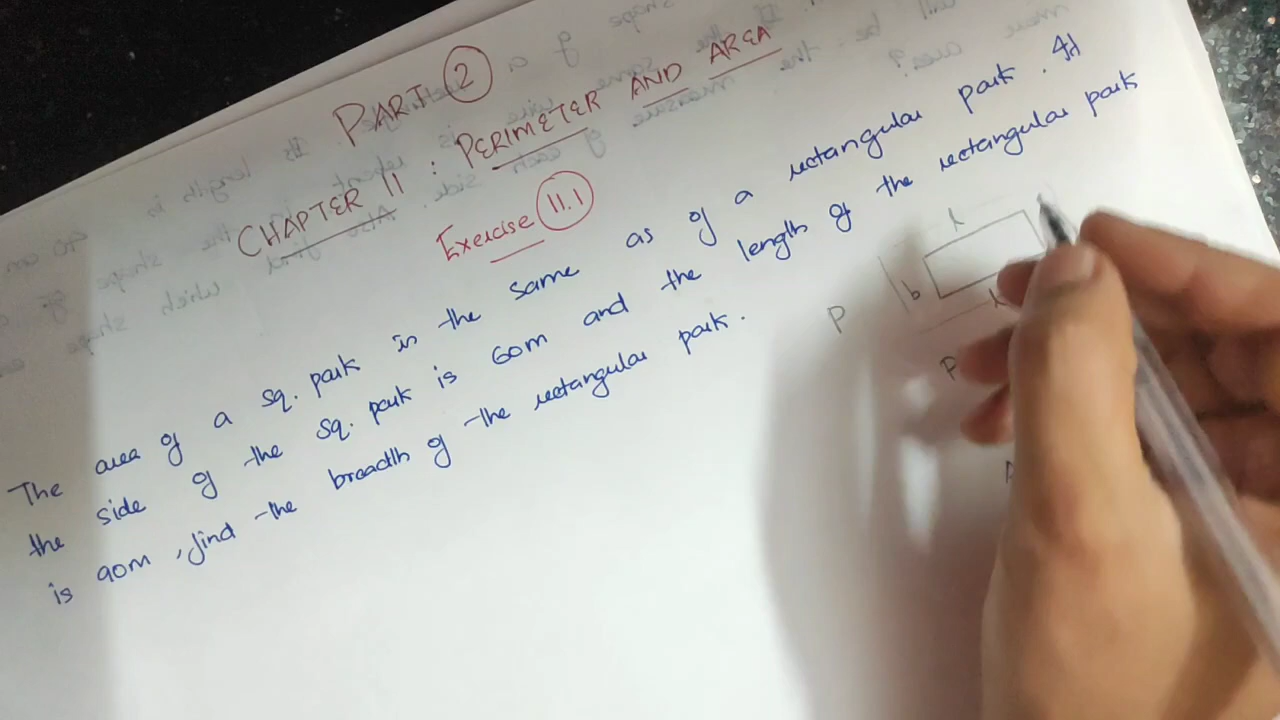 PART 2
CHAPTER 11 : PERIMETER AND AREA
Exercise 11.1
The area of a sq. park is the same as of a rectangular park. If
the side of the sq. park is 60m and the length of the rectangular park
is 90m, find the breadth of the rectangular park.
l
b
l
P
P
A